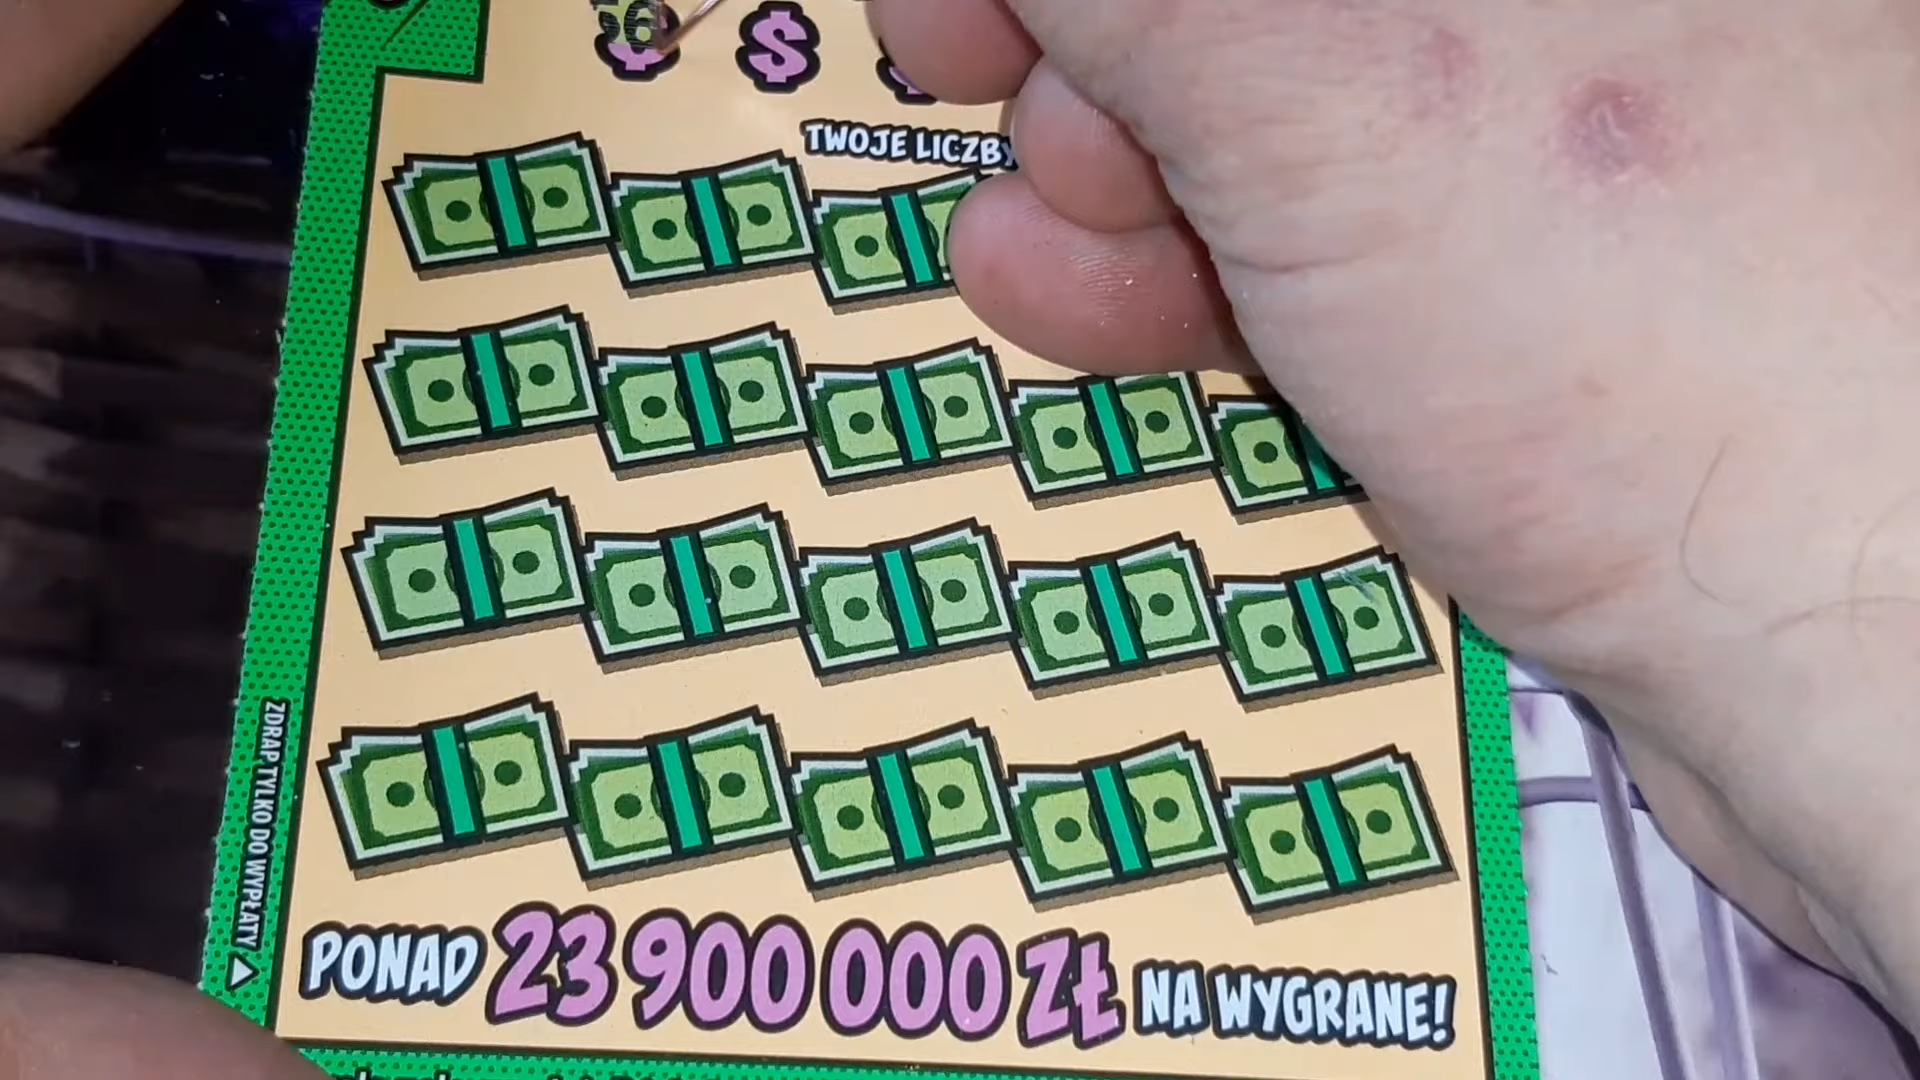 TWOJE LICZBY
ZDRAP TYLKO DO WYPŁATY
PONAD 23 900 000 ZŁ NA WYGRANE!